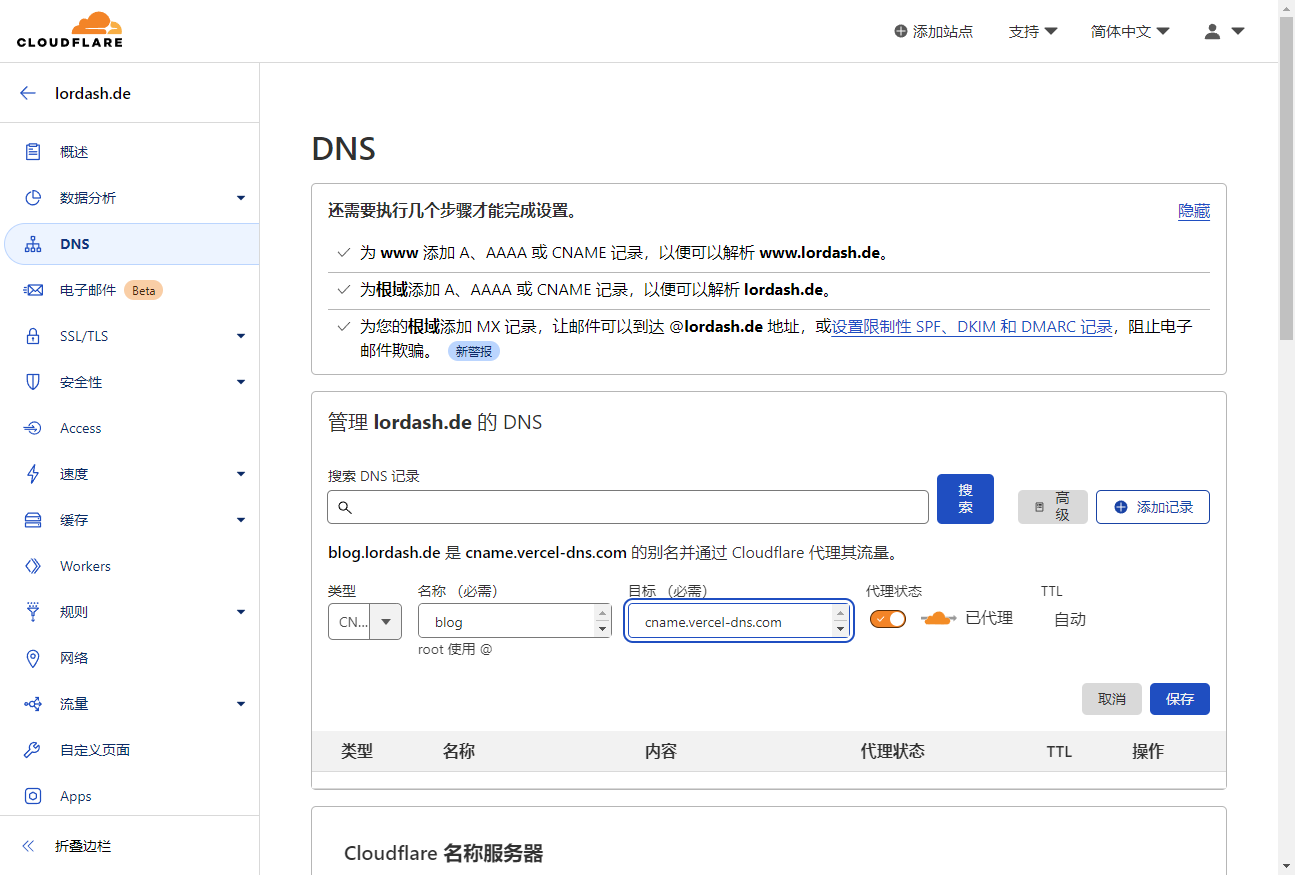 CLOUDFLARE
添加站点 支持 简体中文
lordash.de
概述
数据分析
DNS
电子邮件 Beta
SSL/TLS
安全性
Access
速度
缓存
Workers
规则
网络
流量
自定义页面
Apps
折叠边栏
DNS
还需要执行几个步骤才能完成设置。 隐藏
为 www 添加 A、AAAA 或 CNAME 记录，以便可以解析 www.lordash.de。
为根域添加 A、AAAA 或 CNAME 记录，以便可以解析 lordash.de。
为您的根域添加 MX 记录，让邮件可以到达 @lordash.de 地址，或设置限制性 SPF、DKIM 和 DMARC 记录，阻止电子
邮件欺骗。 新警报
管理 lordash.de 的 DNS
搜索 DNS 记录
搜索 高级 添加记录
blog.lordash.de 是 cname.vercel-dns.com 的别名并通过 Cloudflare 代理其流量。
类型 名称 （必需） 目标 （必需） 代理状态 TTL
CN... blog cname.vercel-dns.com 已代理 自动
root 使用 @
取消 保存
类型 名称 内容 代理状态 TTL 操作
Cloudflare 名称服务器